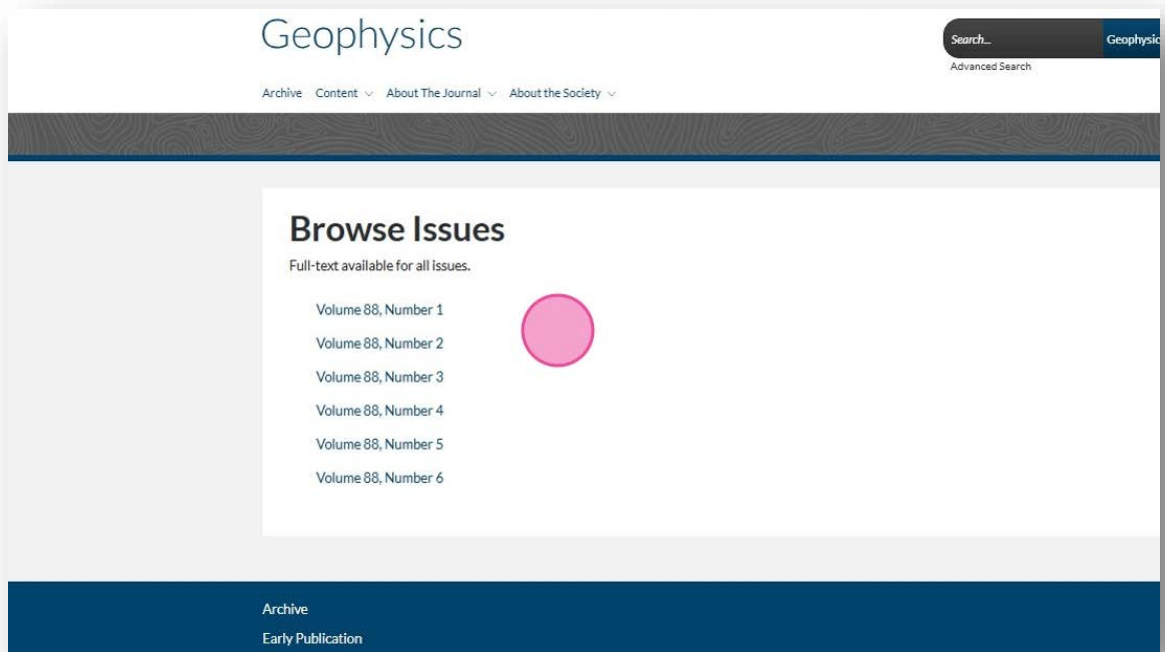 Geophysics
Search...
Geophysic
Advanced Search
Archive Content About The Journal About the Society
Browse Issues
Full-text available for all issues.
Volume 88, Number 1
Volume 88, Number 2
Volume 88, Number 3
Volume 88, Number 4
Volume 88, Number 5
Volume 88, Number 6
Archive
Early Publication